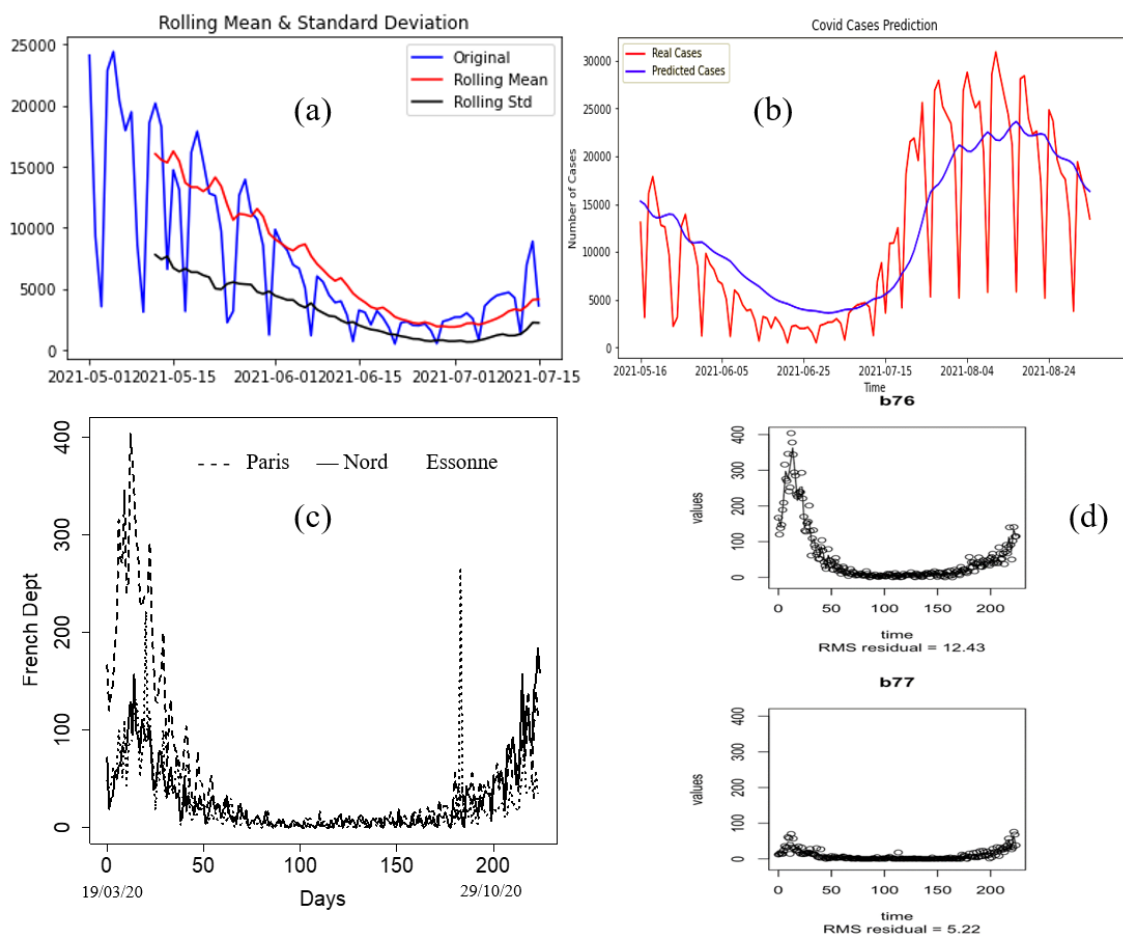 Rolling Mean & Standard Deviation
25000
20000
15000
10000
5000
0
Original
Rolling Mean
Rolling Std
(a)
2021-05-01 2021-05-15 2021-06-01 2021-06-15 2021-07-01 2021-07-15
Covid Cases Prediction
Real Cases
Predicted Cases
(b)
Number of Cases
30000
25000
20000
15000
10000
5000
0
2021-05-16 2021-06-05 2021-06-25 2021-07-15 2021-08-04 2021-08-24
Time
French Dept
400
300
200
100
0
Paris Nord Essonne
(c)
0 50 100 150 200
19/03/20 29/10/20
Days
b76
values
400
300
200
100
0
(d)
0 50 100 150 200
time
RMS residual = 12.43
b77
values
400
300
200
100
0
0 50 100 150 200
time
RMS residual = 5.22